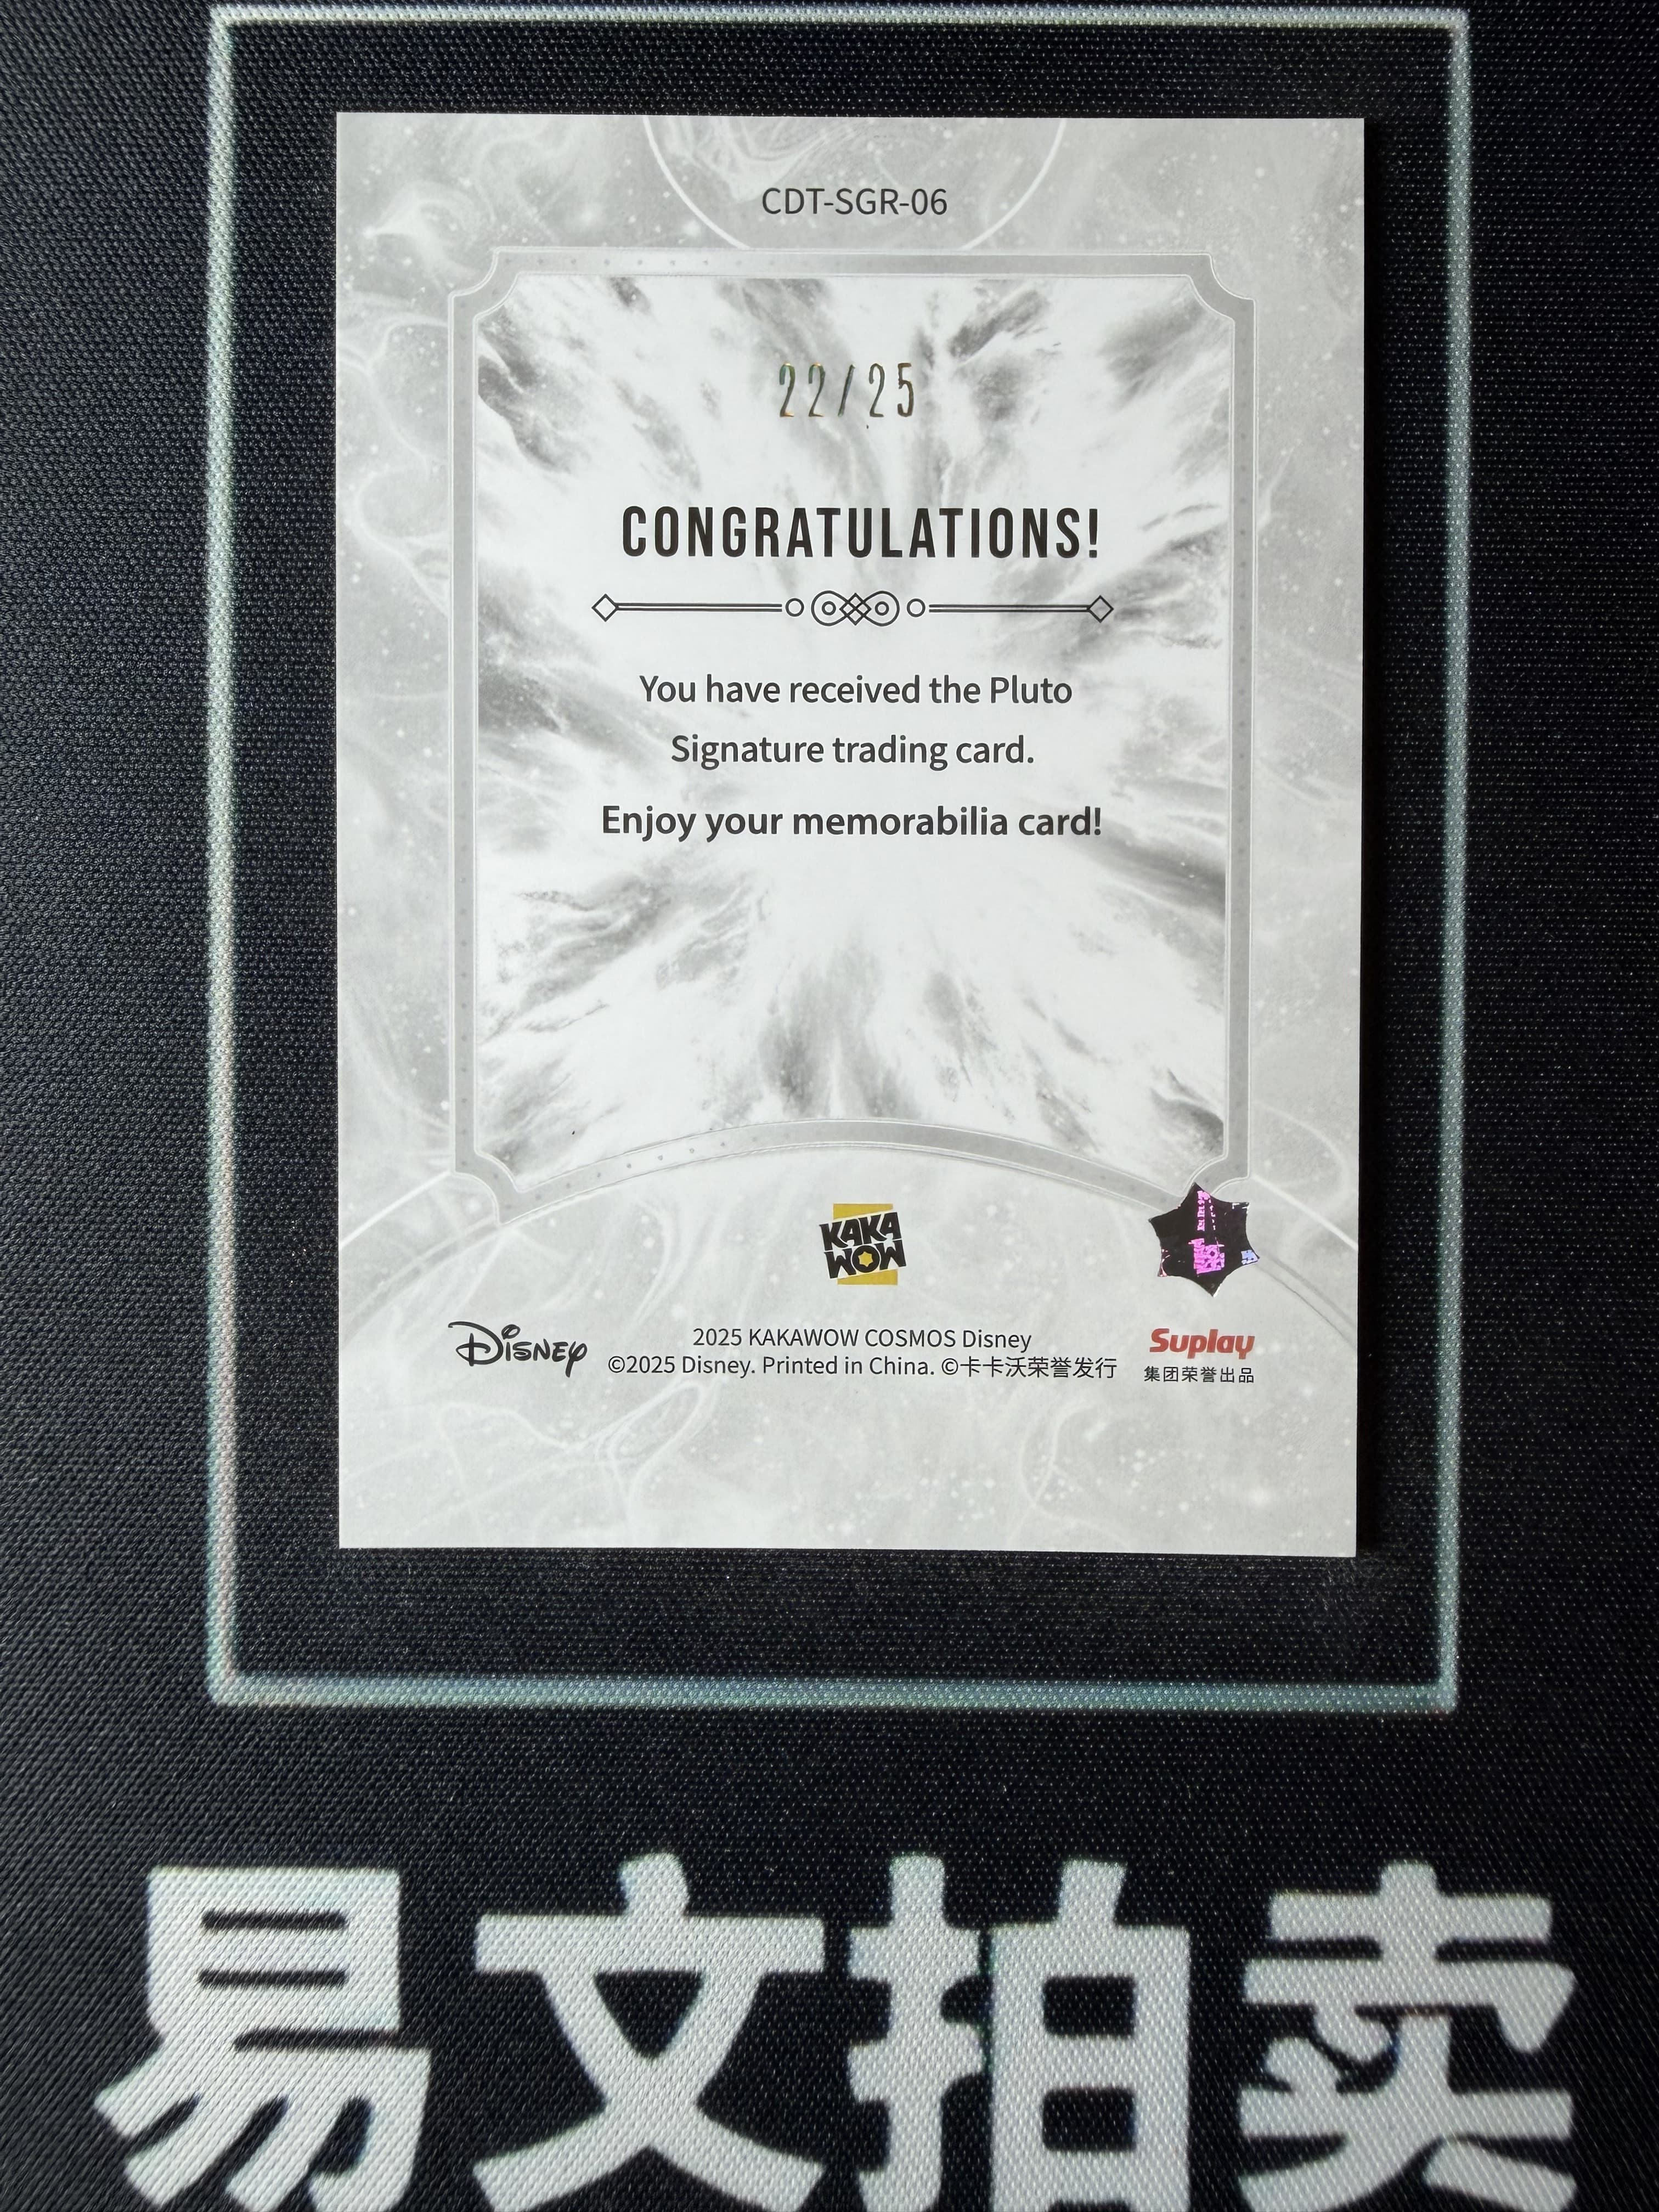 CDT-SGR-06
22/25
CONGRATULATIONS!
You have received the Pluto
Signature trading card.
Enjoy your memorabilia card!
KAKA
WOW
Disney
2025 KAKAWOW COSMOS Disney
©2025 Disney. Printed in China. ©卡卡沃荣誉发行
Suplay
集团荣誉出品
易文拍卖